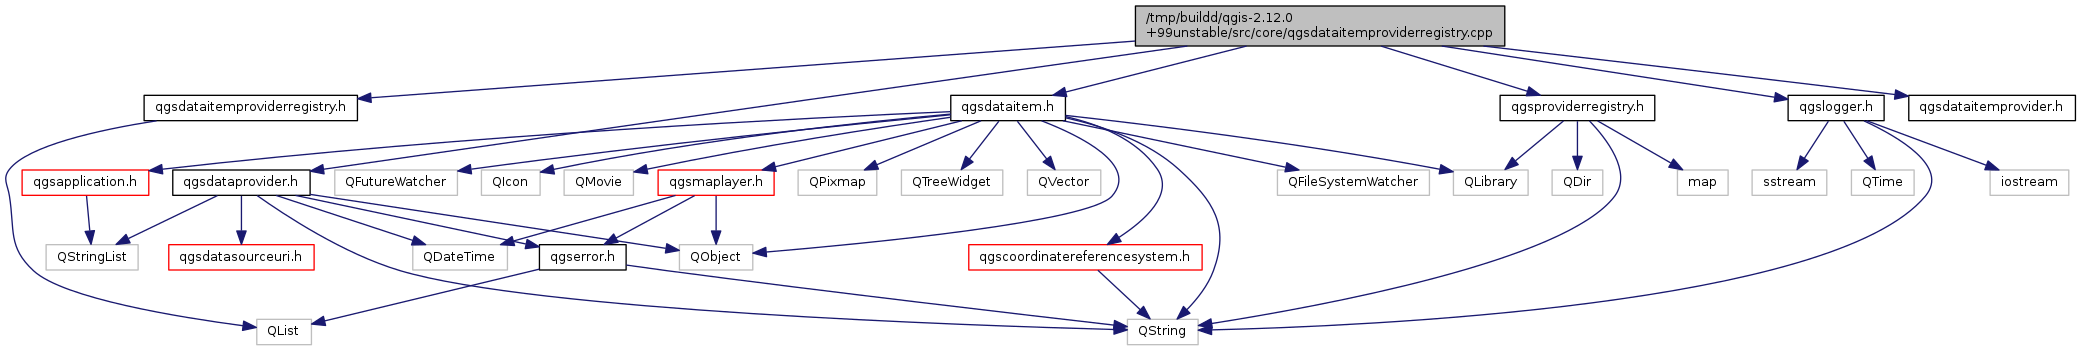 /tmp/buildd/qgis-2.12.0
+99unstable/src/core/qgsdataitemproviderregistry.cpp
qgsdataitemproviderregistry.h
qgsdataitem.h
qgsproviderregistry.h
qgslogger.h
qgsdataitemprovider.h
qgsapplication.h
qgsdataprovider.h
QFutureWatcher
QIcon
QMovie
qgsmaplayer.h
QPixmap
QTreeWidget
QVector
QFileSystemWatcher
QLibrary
QDir
map
sstream
QTime
iostream
QStringList
qgsdatasourceuri.h
QDateTime
qgserror.h
QObject
qgscoordinatereferencesystem.h
QList
QString